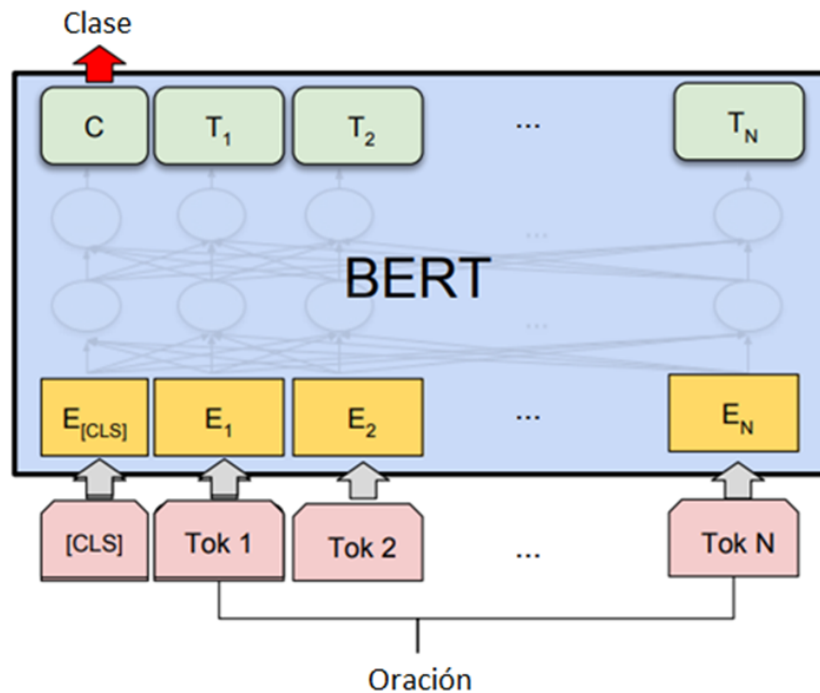 Clase
C T1 T2 ... TN
...
BERT
...
E[CLS] E1 E2 ... EN
[CLS] Tok 1 Tok 2 ... Tok N
Oración